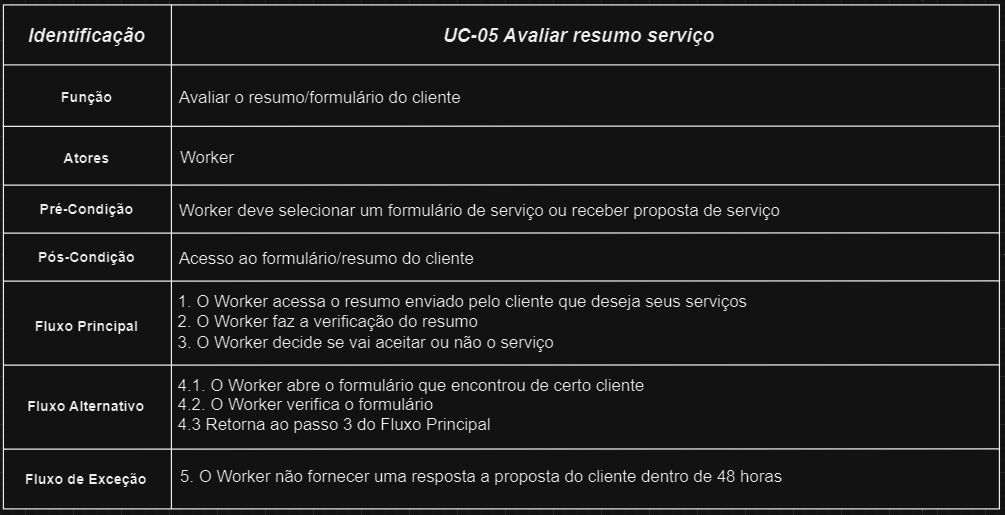 Identificação
UC-05 Avaliar resumo serviço
Função
Avaliar o resumo/formulário do cliente
Atores
Worker
Pré-Condição
Worker deve selecionar um formulário de serviço ou receber proposta de serviço
Pós-Condição
Acesso ao formulário/resumo do cliente
Fluxo Principal
1. O Worker acessa o resumo enviado pelo cliente que deseja seus serviços
2. O Worker faz a verificação do resumo
3. O Worker decide se vai aceitar ou não o serviço
Fluxo Alternativo
4.1. O Worker abre o formulário que encontrou de certo cliente
4.2. O Worker verifica o formulário
4.3 Retorna ao passo 3 do Fluxo Principal
Fluxo de Exceção
5. O Worker não fornecer uma resposta a proposta do cliente dentro de 48 horas